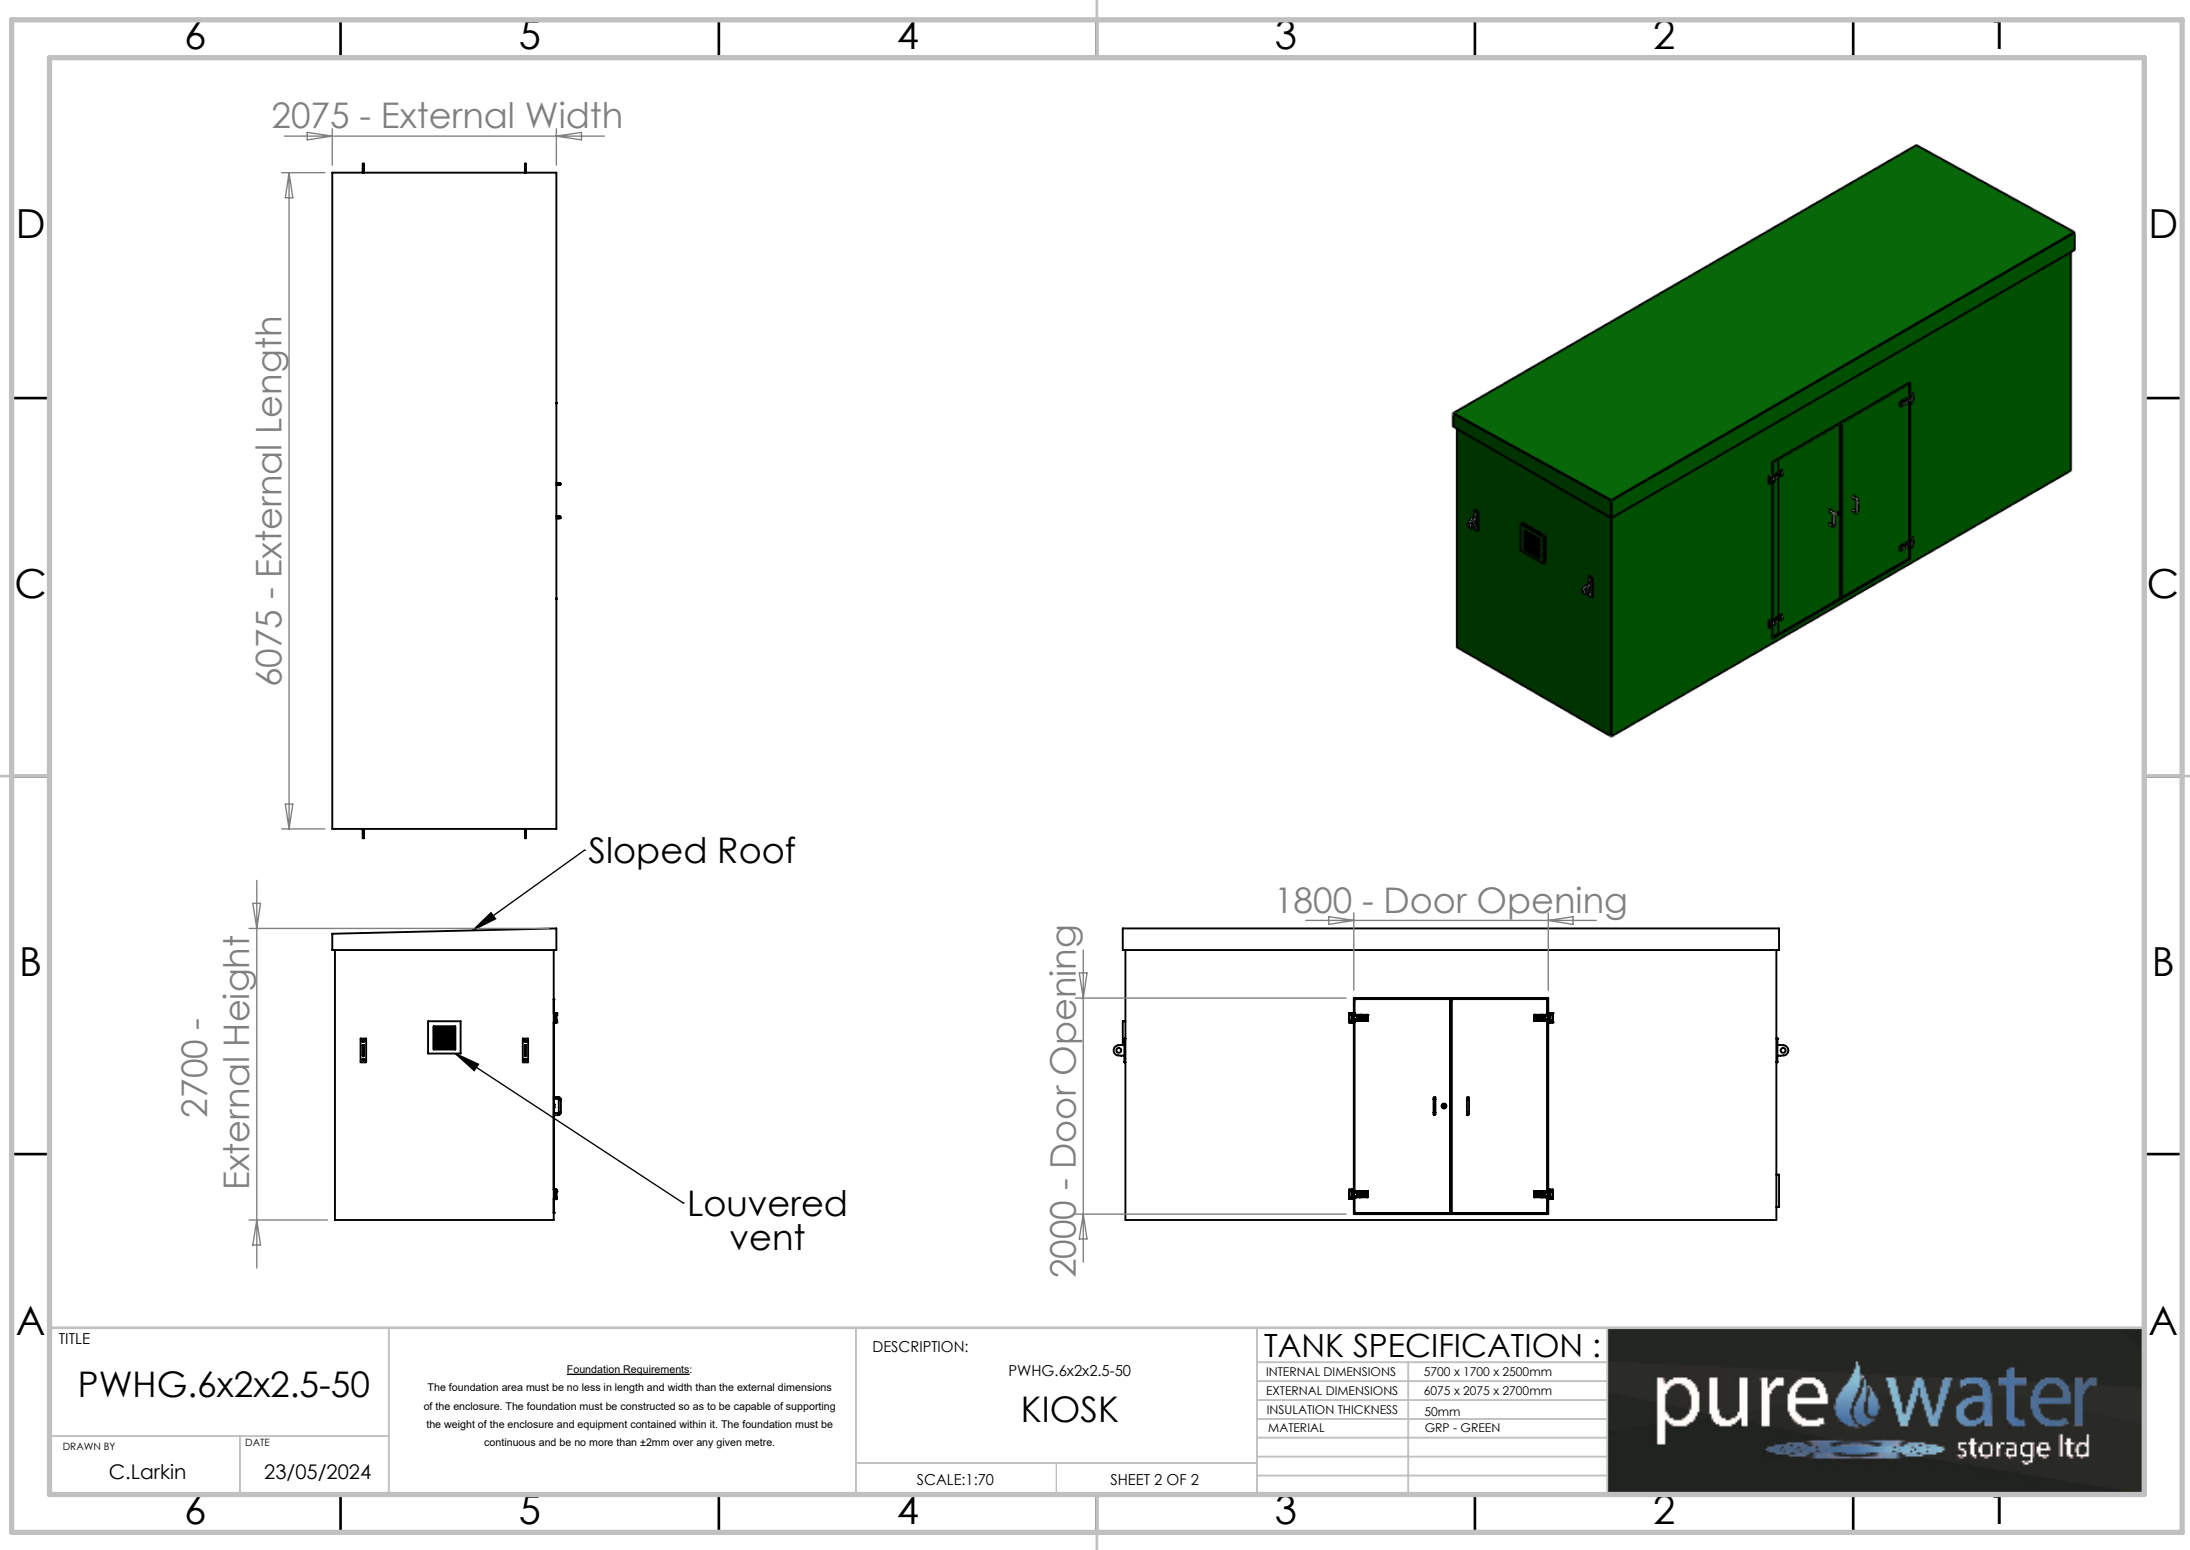 6 5 4 3 2 1
D
C
B
A
D
C
B
A
2075 - External Width
6075 - External Length
Sloped Roof
2700 -
External Height
Louvered
vent
1800 - Door Opening
2000 - Door Opening
TITLE
PWHG.6x2x2.5-50
DRAWN BY
C.Larkin
DATE
23/05/2024
Foundation Requirements:
The foundation area must be no less in length and width than the external dimensions
of the enclosure. The foundation must be constructed so as to be capable of supporting
the weight of the enclosure and equipment contained within it. The foundation must be
continuous and be no more than ±2mm over any given metre.
DESCRIPTION:
PWHG.6x2x2.5-50
KIOSK
SCALE:1:70
SHEET 2 OF 2
TANK SPECIFICATION :
INTERNAL DIMENSIONS 5700 x 1700 x 2500mm
EXTERNAL DIMENSIONS 6075 x 2075 x 2700mm
INSULATION THICKNESS 50mm
MATERIAL GRP - GREEN
pure water
storage ltd
6 5 4 3 2 1